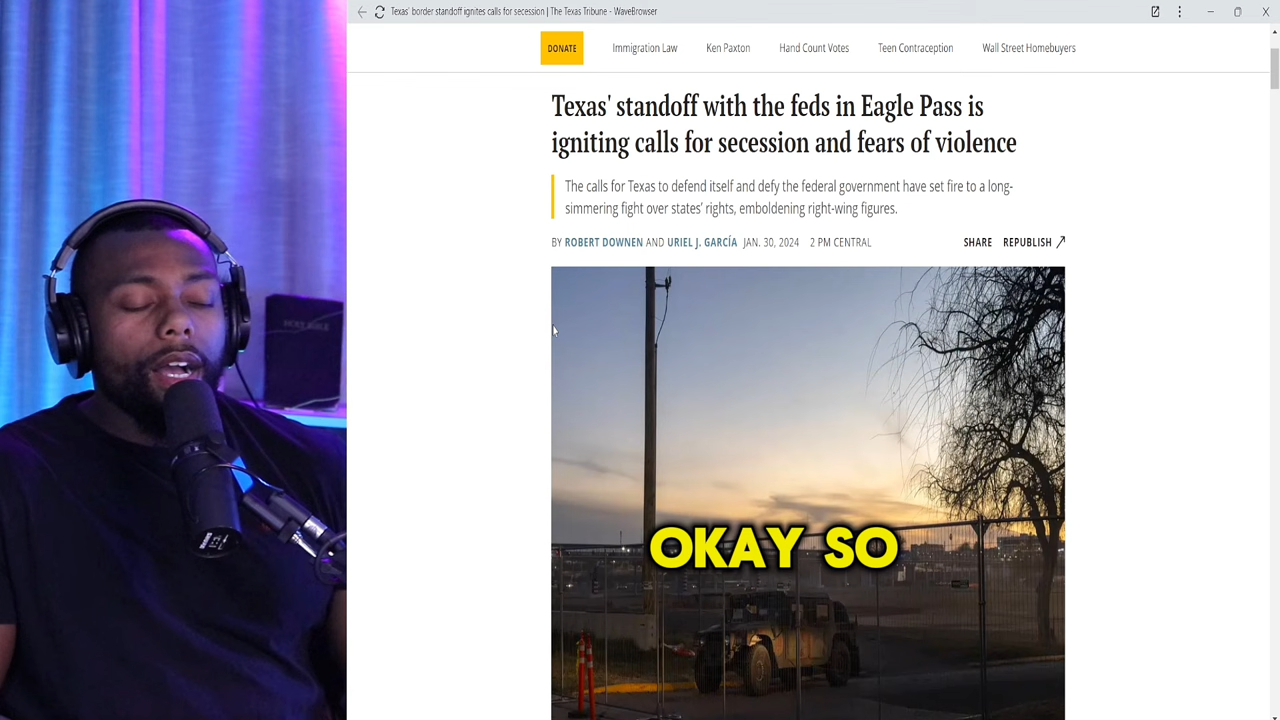 Texas' border standoff ignites calls for secession | The Texas Tribune - WaveBrowser
DONATE Immigration Law Ken Paxton Hand Count Votes Teen Contraception Wall Street Homebuyers
Texas' standoff with the feds in Eagle Pass is
igniting calls for secession and fears of violence
The calls for Texas to defend itself and defy the federal government have set fire to a long-
simmering fight over states' rights, emboldening right-wing figures.
BY ROBERT DOWNEN AND URIEL J. GARCÍA JAN. 30, 2024 2 PM CENTRAL SHARE REPUBLISH
HOLY BIBLE
OKAY SO